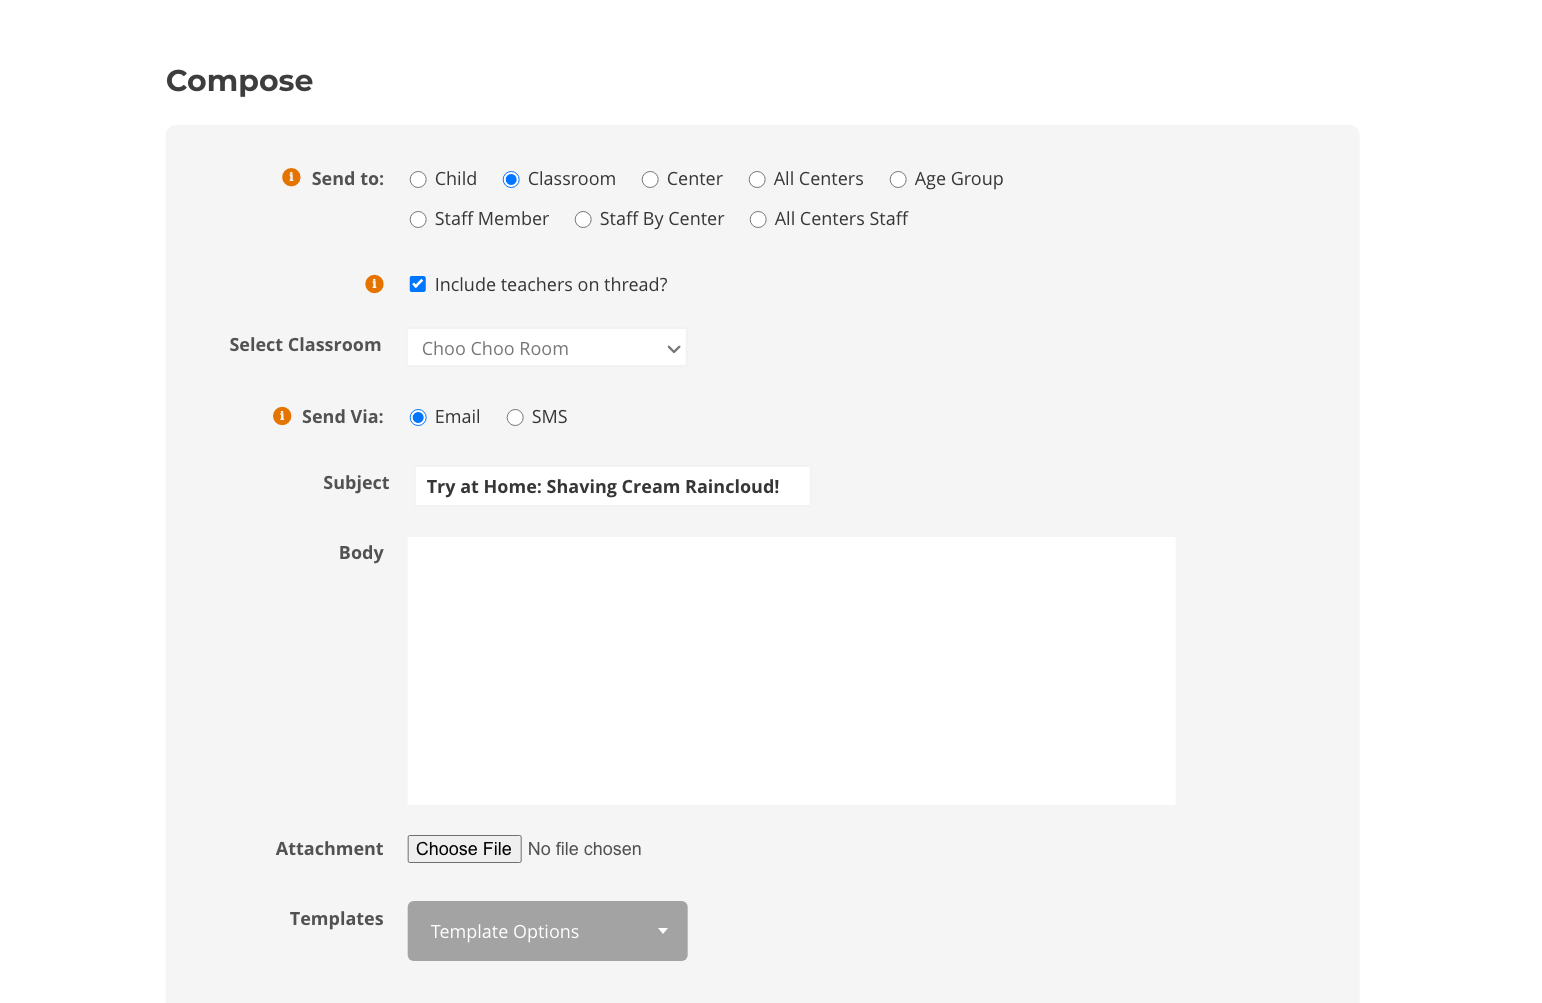 Compose
Send to: Child Classroom Center All Centers Age Group
Staff Member Staff By Center All Centers Staff
Include teachers on thread?
Select Classroom Choo Choo Room
Send Via: Email SMS
Subject Try at Home: Shaving Cream Raincloud!
Body
Attachment Choose File No file chosen
Templates Template Options